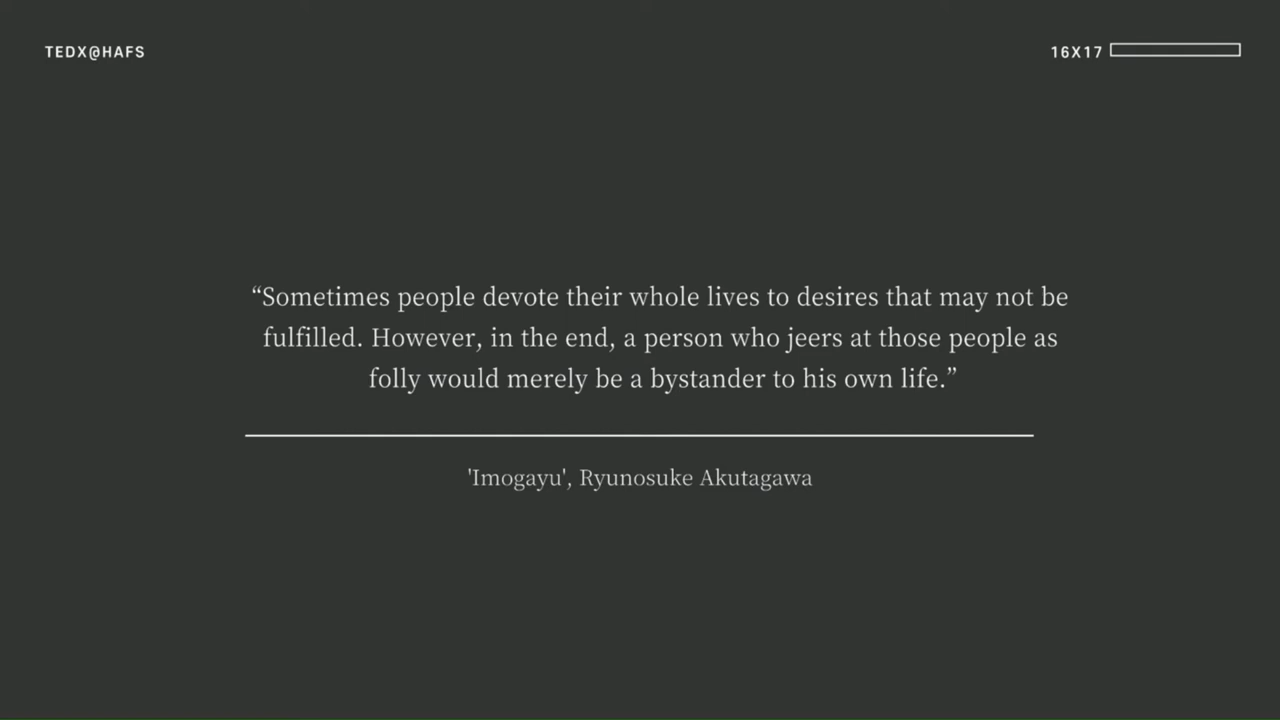 TEDX@HAFS
16X17
“Sometimes people devote their whole lives to desires that may not be
fulfilled. However, in the end, a person who jeers at those people as
folly would merely be a bystander to his own life.”
'Imogayu', Ryunosuke Akutagawa